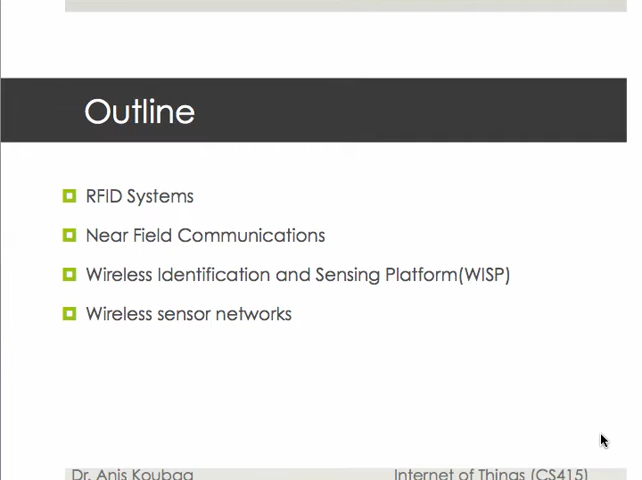 Outline
RFID Systems
Near Field Communications
Wireless Identification and Sensing Platform(WISP)
Wireless sensor networks
Dr. Anis Koubaa
Internet of Things (CS415)